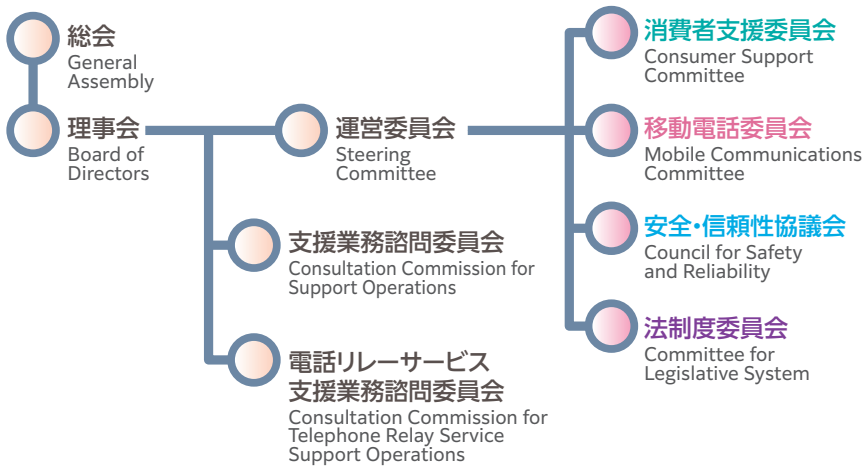 総会
General
Assembly
理事会
Board of
Directors
運営委員会
Steering
Committee
支援業務諮問委員会
Consultation Commission for
Support Operations
電話リレーサービス
支援業務諮問委員会
Consultation Commission for
Telephone Relay Service
Support Operations
消費者支援委員会
Consumer Support
Committee
移動電話委員会
Mobile Communications
Committee
安全・信頼性協議会
Council for Safety
and Reliability
法制度委員会
Committee for
Legislative System